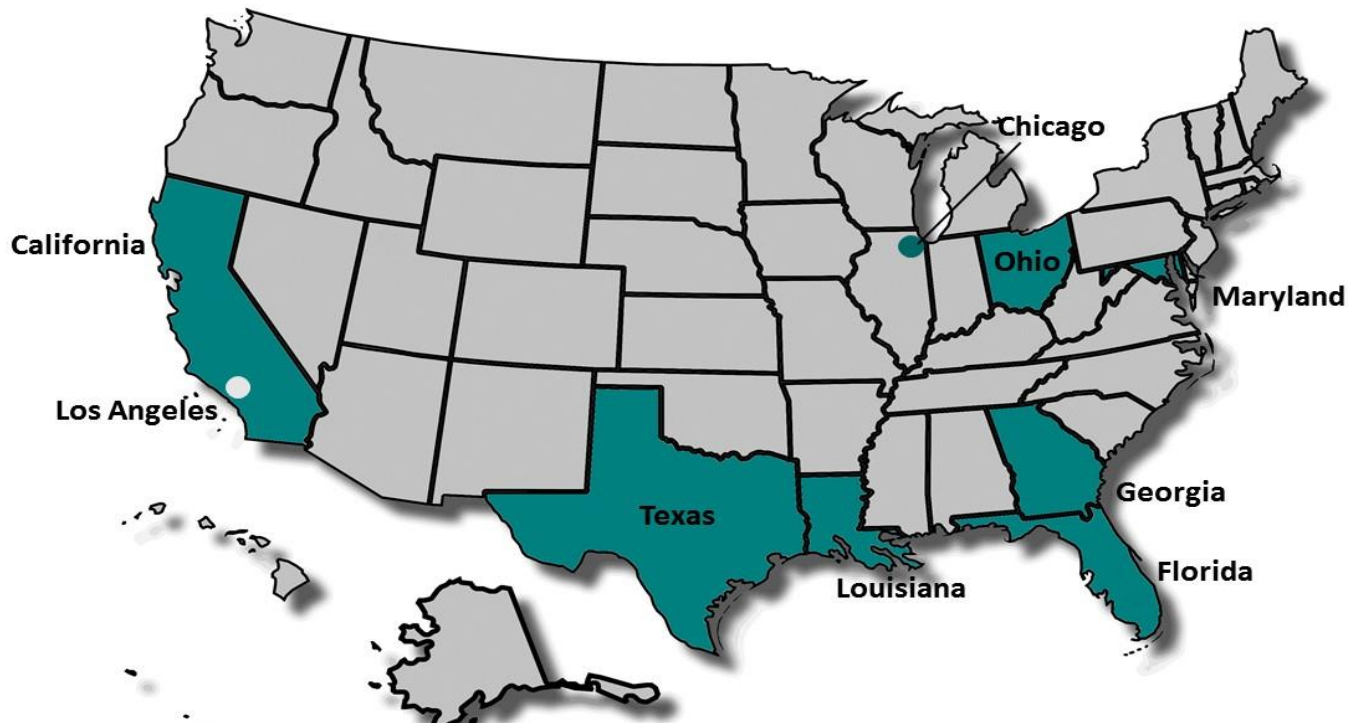 Chicago
California
Ohio
Maryland
Los Angeles
Georgia
Texas
Florida
Louisiana